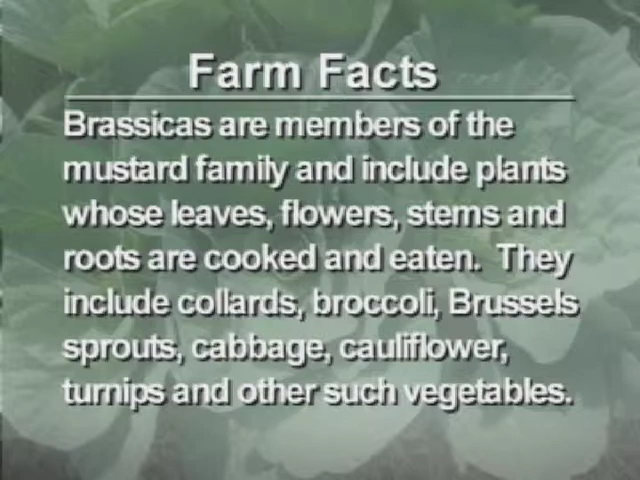 Farm Facts
Brassicas are members of the
mustard family and include plants
whose leaves, flowers, stems and
roots are cooked and eaten.  They
include collards, broccoli, Brussels
sprouts, cabbage, cauliflower,
turnips and other such vegetables.